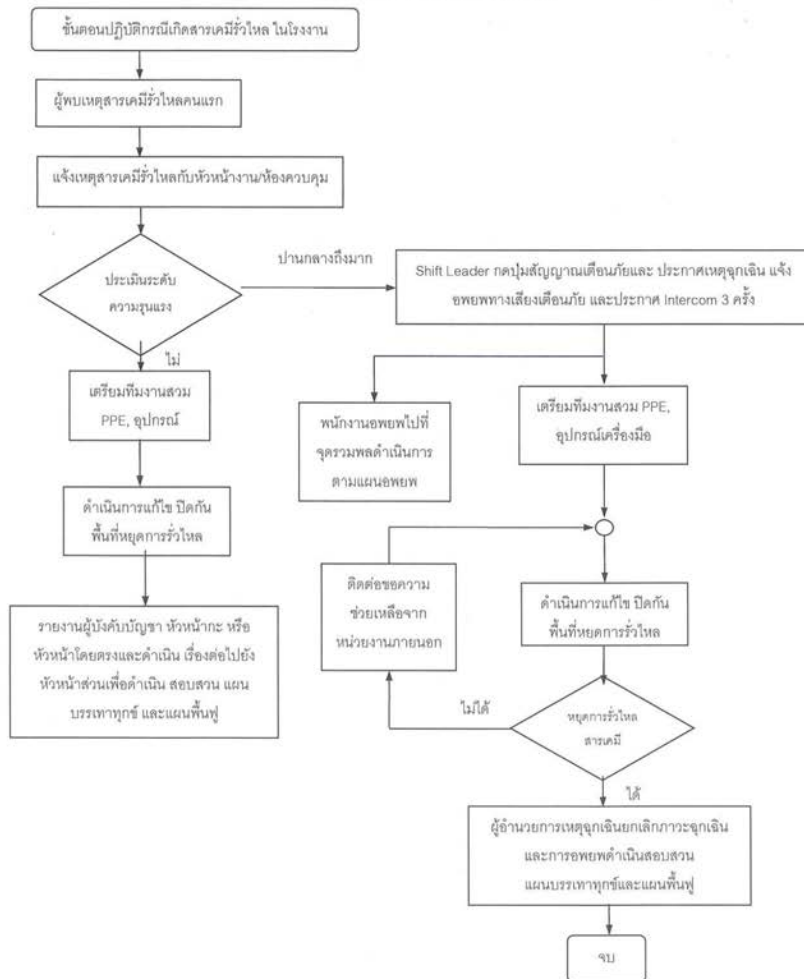 ขั้นตอนปฏิบัติกรณีเกิดสารเคมีรั่วไหล ในโรงงาน
ผู้พบเหตุสารเคมีรั่วไหลคนแรก
แจ้งเหตุสารเคมีรั่วไหลกับหัวหน้างาน/ห้องควบคุม
ประเมินระดับ
ความรุนแรง
ปานกลางถึงมาก
Shift Leader กดปุ่มสัญญาณเตือนภัยและ ประกาศเหตุฉุกเฉิน แจ้ง
อพยพทางเสียงเตือนภัย และประกาศ Intercom 3 ครั้ง
ไม่
เตรียมทีมงานสวม
PPE, อุปกรณ์
ดำเนินการแก้ไข ปิดกั้น
พื้นที่หยุดการรั่วไหล
รายงานผู้บังคับบัญชา หัวหน้ากะ หรือ
หัวหน้าโดยตรงและดำเนิน เรื่องต่อไปยัง
หัวหน้าส่วนเพื่อดำเนิน สอบสวน แผน
บรรเทาทุกข์ และแผนฟื้นฟู
พนักงานอพยพไปที่
จุดรวมพลดำเนินการ
ตามแผนอพยพ
เตรียมทีมงานสวม PPE,
อุปกรณ์เครื่องมือ
ติดต่อขอความ
ช่วยเหลือจาก
หน่วยงานภายนอก
ดำเนินการแก้ไข ปิดกั้น
พื้นที่หยุดการรั่วไหล
ไม่ได้
หยุดการรั่วไหล
สารเคมี
ได้
ผู้อำนวยการเหตุฉุกเฉินยกเลิกภาวะฉุกเฉิน
และการอพยพดำเนินสอบสวน
แผนบรรเทาทุกข์และแผนฟื้นฟู
จบ